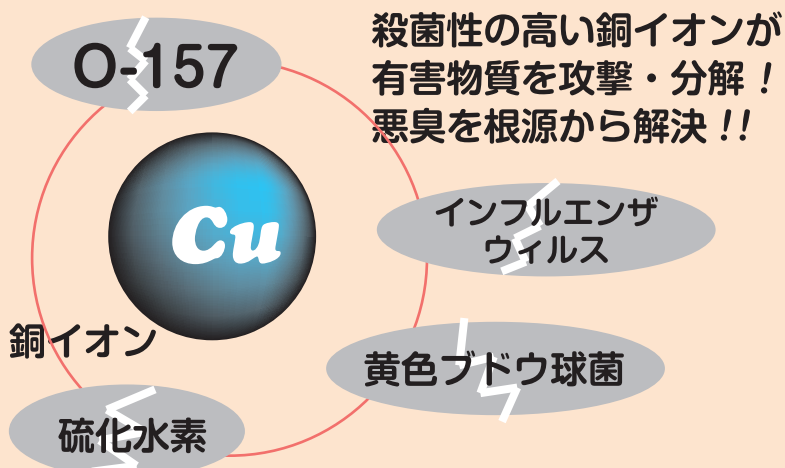 殺菌性の高い銅イオンが
有害物質を攻撃・分解！
悪臭を根源から解決！！
O-157
Cu
インフルエンザ
ウィルス
銅イオン
黄色ブドウ球菌
硫化水素